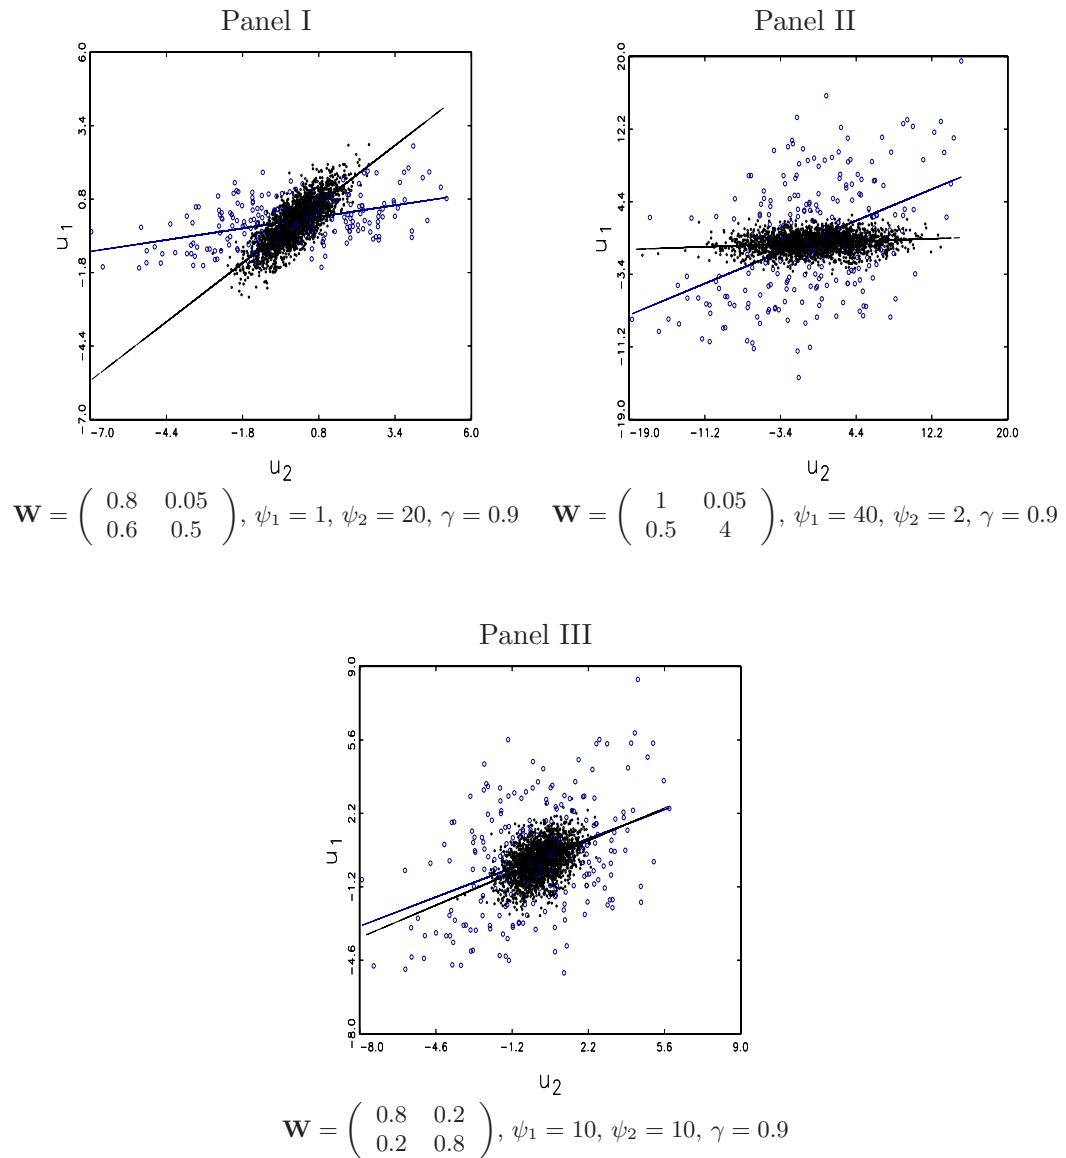 Panel I
6.0
3.4
0.8
-1.8
-4.4
-7.0
u1
-7.0 -4.4 -1.8 0.8 3.4 6.0
u2
W = ( 0.8 0.05
0.6 0.5 ), ψ1 = 1, ψ2 = 20, γ = 0.9
Panel II
20.0
12.2
4.4
-3.4
-11.2
-19.0
u1
-19.0 -11.2 -3.4 4.4 12.2 20.0
u2
W = ( 1 0.05
0.5 4 ), ψ1 = 40, ψ2 = 2, γ = 0.9
Panel III
9.0
5.6
2.2
-1.2
-4.6
-8.0
u1
-8.0 -4.6 -1.2 2.2 5.6 9.0
u2
W = ( 0.8 0.2
0.2 0.8 ), ψ1 = 10, ψ2 = 10, γ = 0.9